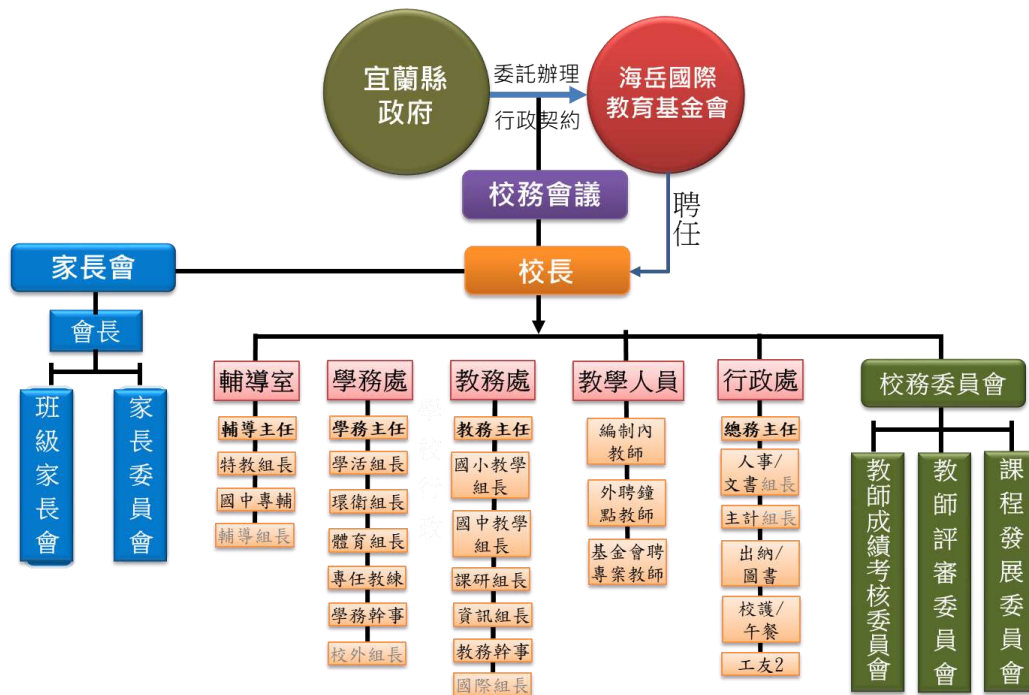 宜蘭縣
政府
委託辦理
行政契約
海岳國際
教育基金會
校務會議
聘任
家長會
校長
會長
班級家長會
家長委員會
輔導室
輔導主任
特教組長
國中專輔
輔導組長
學務處
學務主任
學活組長
環衛組長
體育組長
專任教練
學務幹事
校外組長
學校行政
教務處
教務主任
國小教學
組長
國中教學
組長
課研組長
資訊組長
教務幹事
國際組長
教學人員
編制內
教師
外聘鐘
點教師
基金會聘
專案教師
行政處
總務主任
人事/
文書組長
主計組長
出納/
圖書
校護/
午餐
工友2
校務委員會
教師成績考核委員會
教師評審委員會
課程發展委員會